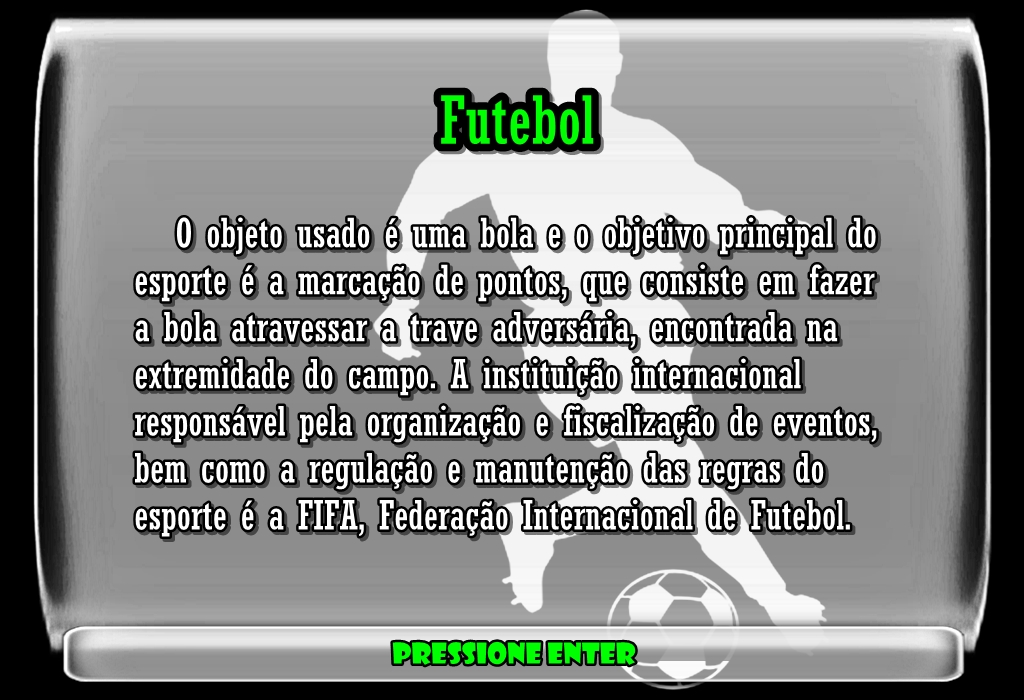 Futebol
O objeto usado é uma bola e o objetivo principal do
esporte é a marcação de pontos, que consiste em fazer
a bola atravessar a trave adversária, encontrada na
extremidade do campo. A instituição internacional
responsável pela organização e fiscalização de eventos,
bem como a regulação e manutenção das regras do
esporte é a FIFA, Federação Internacional de Futebol.
PRESSIONE ENTER